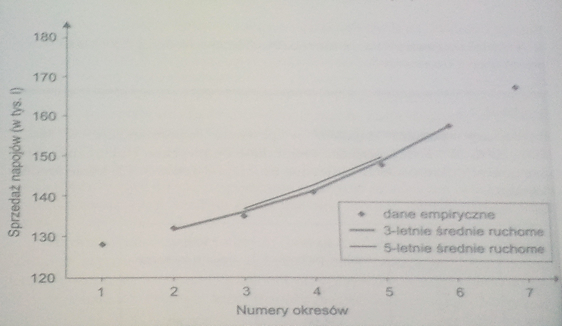 Sprzedaż napojów (w tys. l)
180
170
160
150
140
130
120
1 2 3 4 5 6 7
Numery okresów
dane empiryczne
3-letnie średnie ruchome
5-letnie średnie ruchome